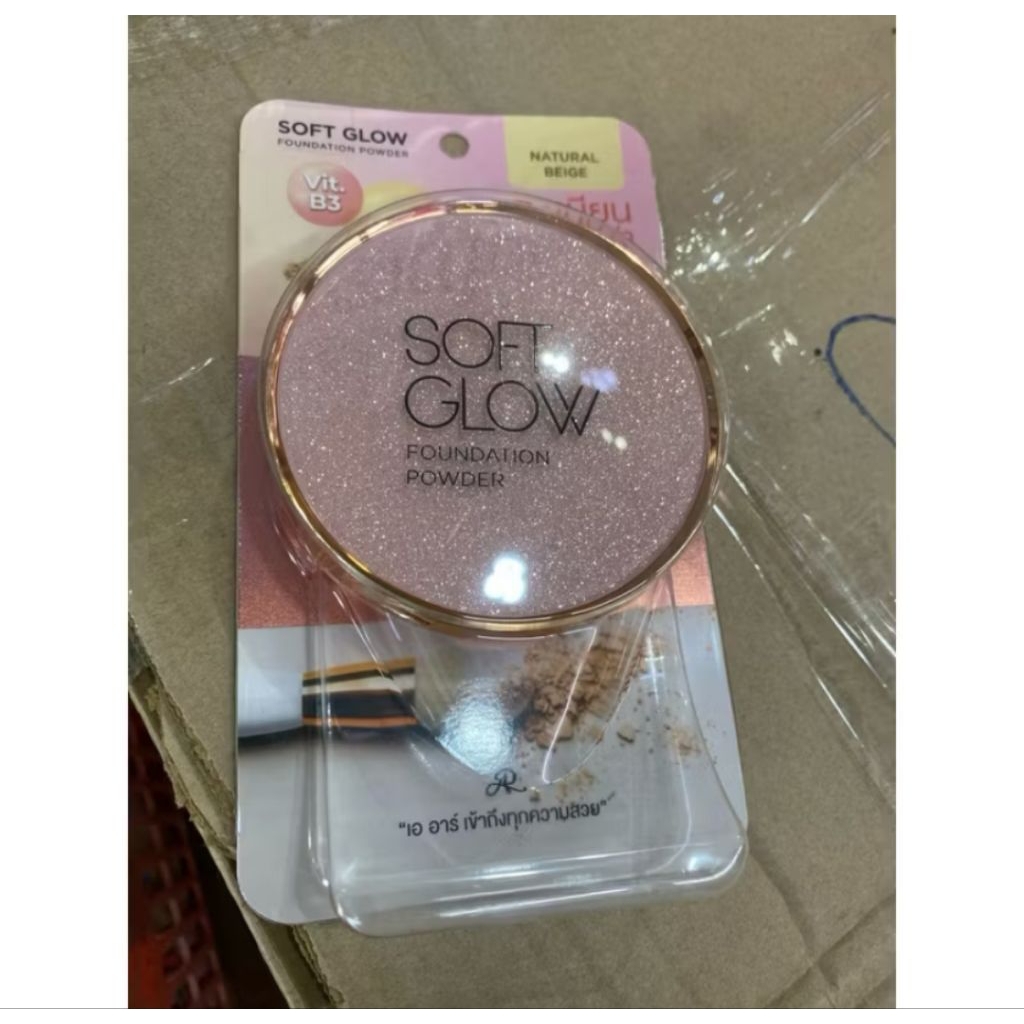 SOFT GLOW
FOUNDATION POWDER
NATURAL
BEIGE
Vit.
B3
SOFT
GLOW
FOUNDATION
POWDER
AR
“เอ อาร์ เข้าถึงทุกความสวย”